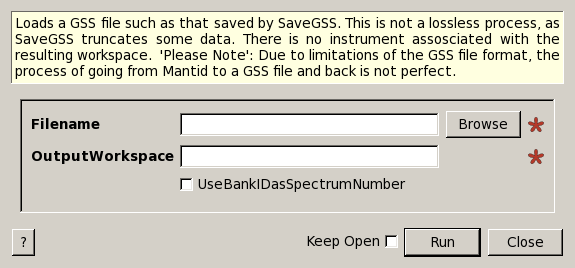 Loads a GSS file such as that saved by SaveGSS. This is not a lossless process, as
SaveGSS truncates some data. There is no instrument assosciated with the
resulting workspace. 'Please Note': Due to limitations of the GSS file format, the
process of going from Mantid to a GSS file and back is not perfect.
Filename Browse *
OutputWorkspace *
UseBankIDasSpectrumNumber
? Keep Open Run Close